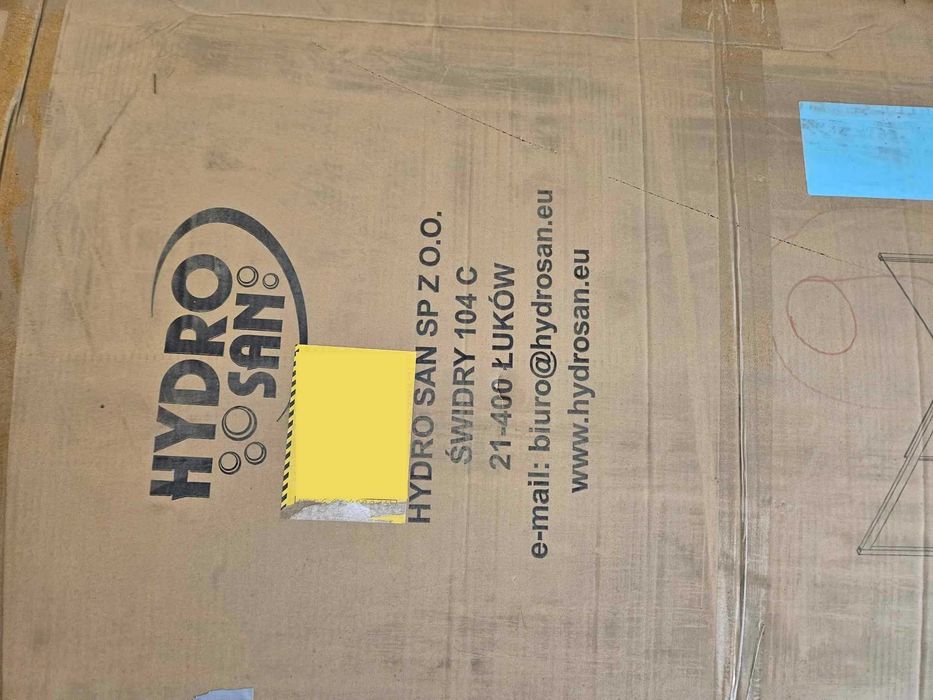 HYDRO
SAN
HYDRO SAN SP Z O.O.
ŚWIDRY 104 C
21-400 ŁUKÓW
e-mail: biuro@hydrosan.eu
www.hydrosan.eu